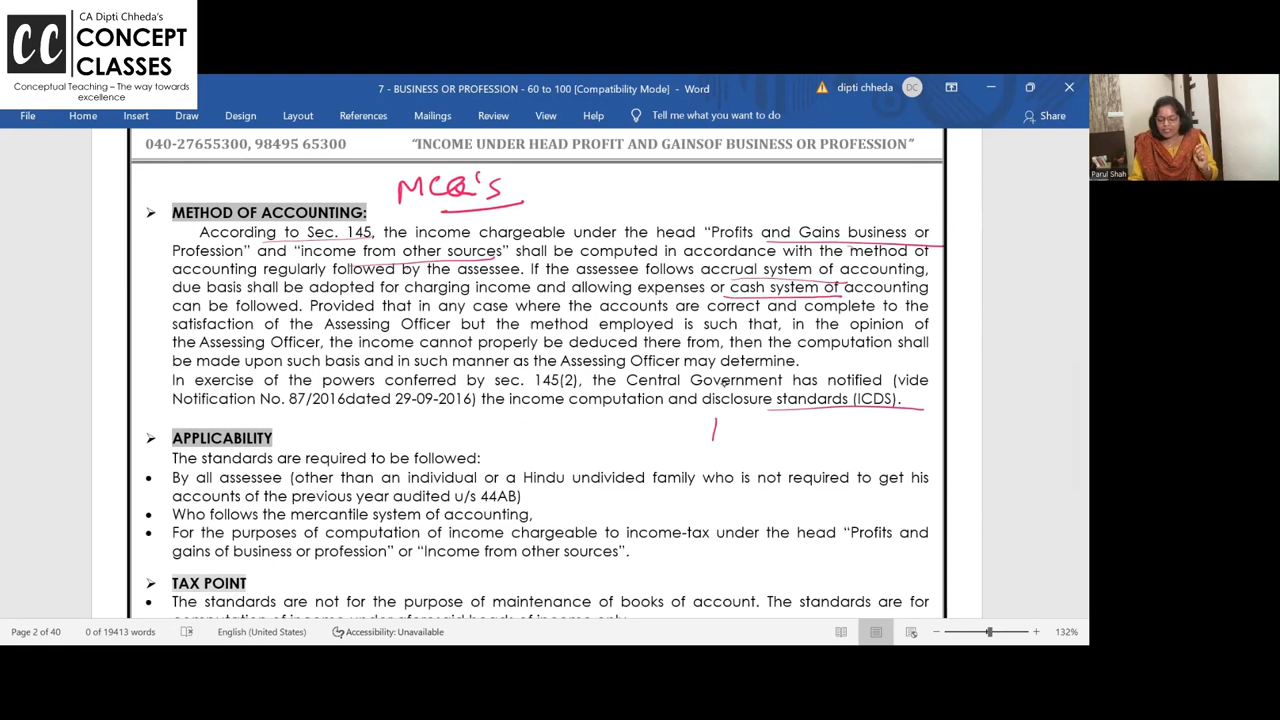 CA Dipti Chheda's
CC CONCEPT
CLASSES
Conceptual Teaching – The way towards
excellence
7 - BUSINESS OR PROFESSION - 60 to 100 [Compatibility Mode] - Word
dipti chheda DC
File Home Insert Draw Design Layout References Mailings Review View Help Tell me what you want to do Share
040-27655300, 98495 65300 "INCOME UNDER HEAD PROFIT AND GAINSOF BUSINESS OR PROFESSION"
MCQ's
➢ METHOD OF ACCOUNTING:
According to Sec. 145, the income chargeable under the head "Profits and Gains business or
Profession" and "income from other sources" shall be computed in accordance with the method of
accounting regularly followed by the assessee. If the assessee follows accrual system of accounting,
due basis shall be adopted for charging income and allowing expenses or cash system of accounting
can be followed. Provided that in any case where the accounts are correct and complete to the
satisfaction of the Assessing Officer but the method employed is such that, in the opinion of
the Assessing Officer, the income cannot properly be deduced there from, then the computation shall
be made upon such basis and in such manner as the Assessing Officer may determine.
In exercise of the powers conferred by sec. 145(2), the Central Government has notified (vide
Notification No. 87/2016dated 29-09-2016) the income computation and disclosure standards (ICDS).
➢ APPLICABILITY
The standards are required to be followed:
• By all assessee (other than an individual or a Hindu undivided family who is not required to get his
accounts of the previous year audited u/s 44AB)
• Who follows the mercantile system of accounting,
• For the purposes of computation of income chargeable to income-tax under the head "Profits and
gains of business or profession" or "Income from other sources".
➢ TAX POINT
• The standards are not for the purpose of maintenance of books of account. The standards are for
computation of income under aforesaid heads of income only.
Page 2 of 40 0 of 19413 words English (United States) Accessibility: Unavailable 132%
Parul Shah